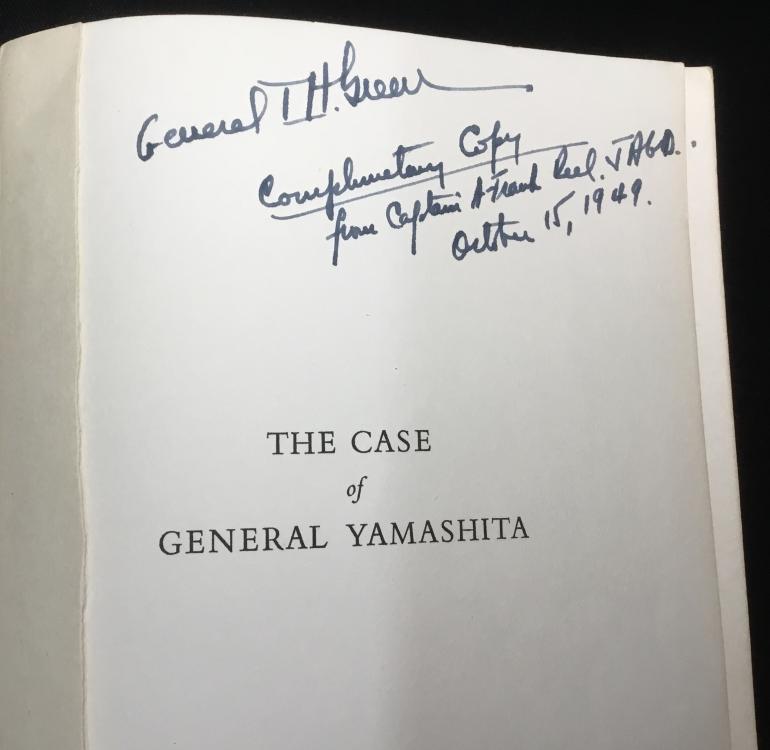 General T H. Green
Complimentary Copy
from Captain A. Frank Reel. JAGD.
October 15, 1949.
THE CASE
of
GENERAL YAMASHITA